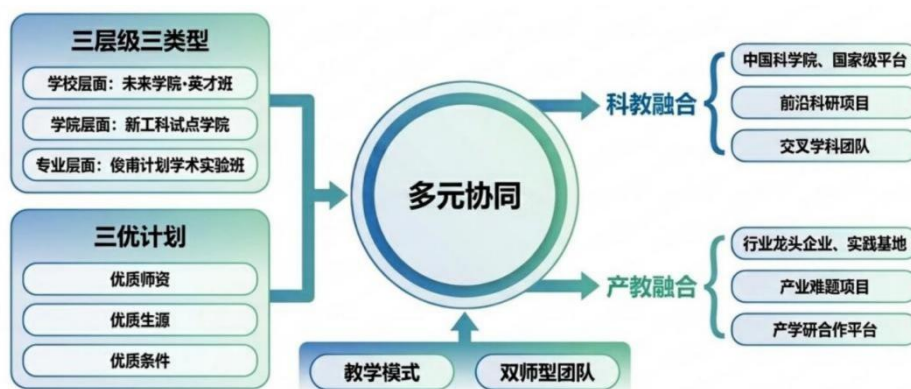 三层级三类型
学校层面：未来学院·英才班
学院层面：新工科试点学院
专业层面：俊甫计划学术实验班
三优计划
优质师资
优质生源
优质条件
多元协同
教学模式
双师型团队
科教融合
中国科学院、国家级平台
前沿科研项目
交叉学科团队
产教融合
行业龙头企业、实践基地
产业难题项目
产学研合作平台